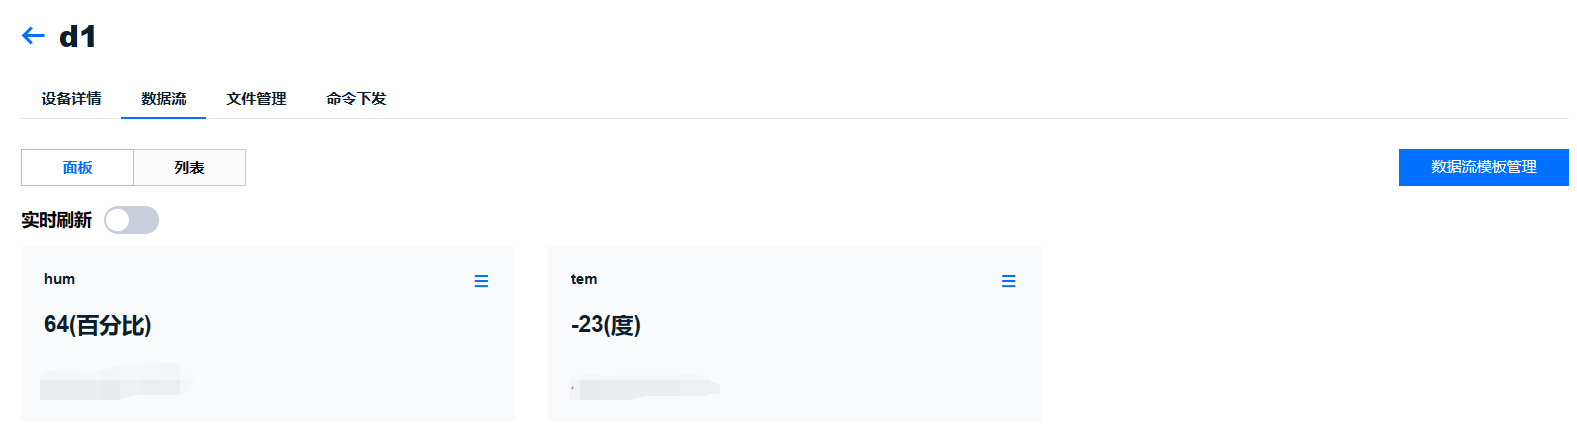 d1
设备详情 数据流 文件管理 命令下发
面板 列表 数据流模板管理
实时刷新
hum tem
64(百分比) -23(度)